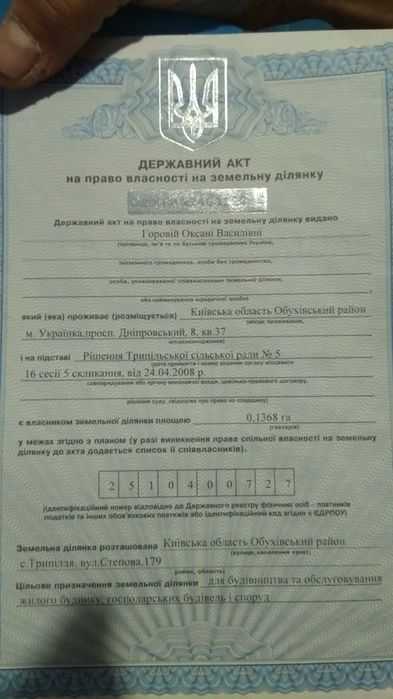 ДЕРЖАВНИЙ АКТ
на право власності на земельну ділянку
Державний акт на право власності на земельну ділянку видано
Горовій Оксані Василівні
(прізвище, ім'я та по батькові громадянина України,
іноземного громадянина, особи без громадянства,
особи, уповноваженої співвласниками земельної ділянки,
або найменування юридичної особи)
який (яка) проживає (розміщується) Київська область Обухівський район
(місце проживання,
м. Українка,просп. Дніпровський, 8, кв.37
місцезнаходження)
і на підставі Рішення Трипільської сільської ради № 5
(дата прийняття і номер рішення органу місцевого
16 сесії 5 скликання, від 24.04.2008 р.
самоврядування або органу виконавчої влади, цивільно-правового договору,
рішення суду, свідоцтва про право на спадщину)
є власником земельної ділянки площею 0,1368 га
(гектарів)
у межах згідно з планом (у разі виникнення права спільної власності на земельну
ділянку до акта додається список її співвласників).
2 5 1 0 4 0 0 7 2 7
(ідентифікаційний номер відповідно до Державного реєстру фізичних осіб – платників
податків та інших обов'язкових платежів або ідентифікаційний код згідно з ЄДРПОУ)
Земельна ділянка розташована Київська область Обухівський район
(вулиця, населений пункт,
с.Трипілля, вул.Степова,179
район, область)
Цільове призначення земельної ділянки для будівництва та обслуговування
жилого будинку, господарських будівель і споруд